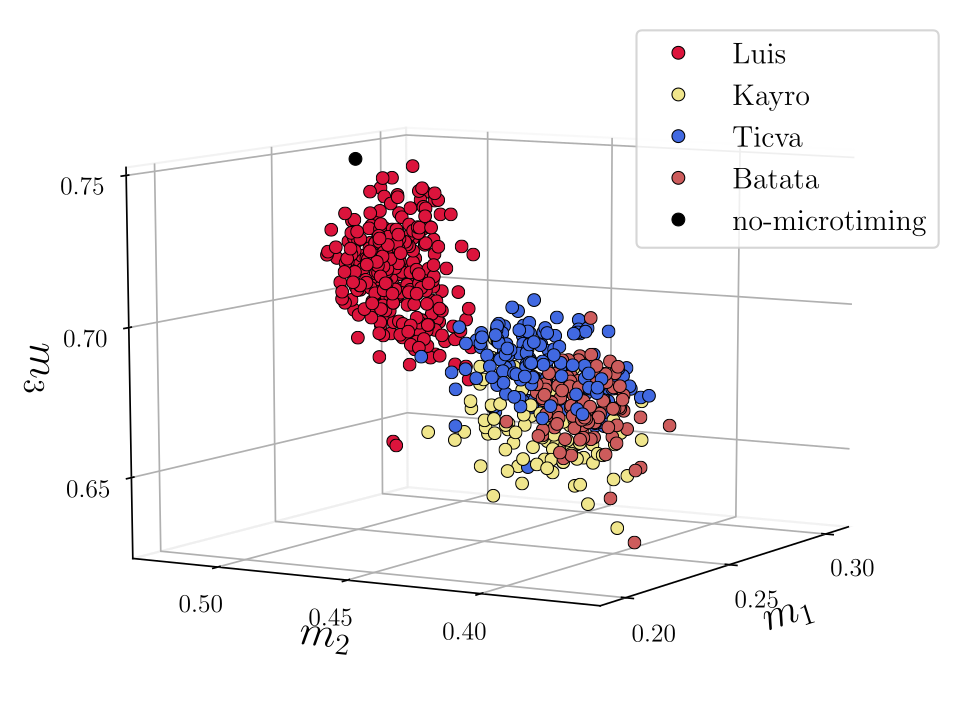 Luis
Kayro
Ticva
Batata
no-microtiming
0.75
0.70
0.65
m₃
0.50
0.45
0.40
m₂
0.20
0.25
0.30
m₁